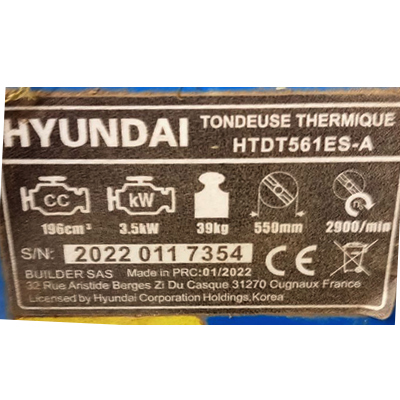 HYUNDAI
TONDEUSE THERMIQUE
HTDT561ES-A
CC kW
196cm³ 3.5kW 39kg 550mm 2900/min
S/N: 2022 011 7354
BUILDER SAS Made in PRC:01/2022 CE
32 Rue Aristide Berges Zi Du Casque 31270 Cugnaux France
Licensed by Hyundai Corporation Holdings,Korea